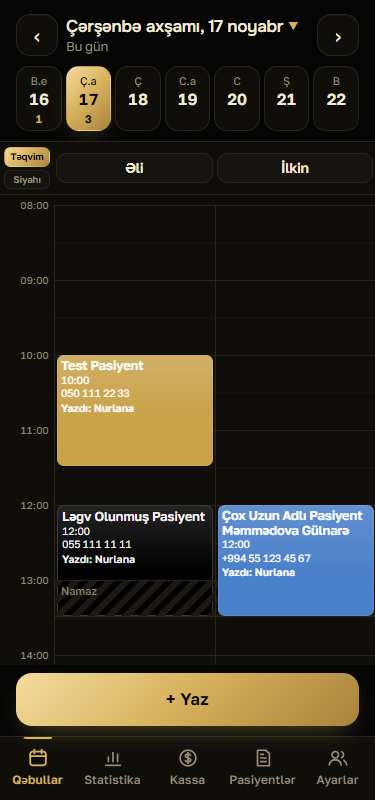 ‹
Çərşənbə axşamı, 17 noyabr ▼
Bu gün
›
B.e
16
1
Ç.a
17
3
Ç
18
C.a
19
C
20
Ş
21
B
22
Təqvim
Siyahı
Əli
İlkin
08:00
09:00
10:00
11:00
12:00
13:00
14:00
Test Pasiyent
10:00
050 111 22 33
Yazdı: Nurlana
Ləğv Olunmuş Pasiyent
12:00
055 111 11 11
Yazdı: Nurlana
Namaz
Çox Uzun Adlı Pasiyent
Məmmədova Gülnarə
12:00
+994 55 123 45 67
Yazdı: Nurlana
+ Yaz
Qəbullar
Statistika
Kassa
Pasiyentlər
Ayarlar